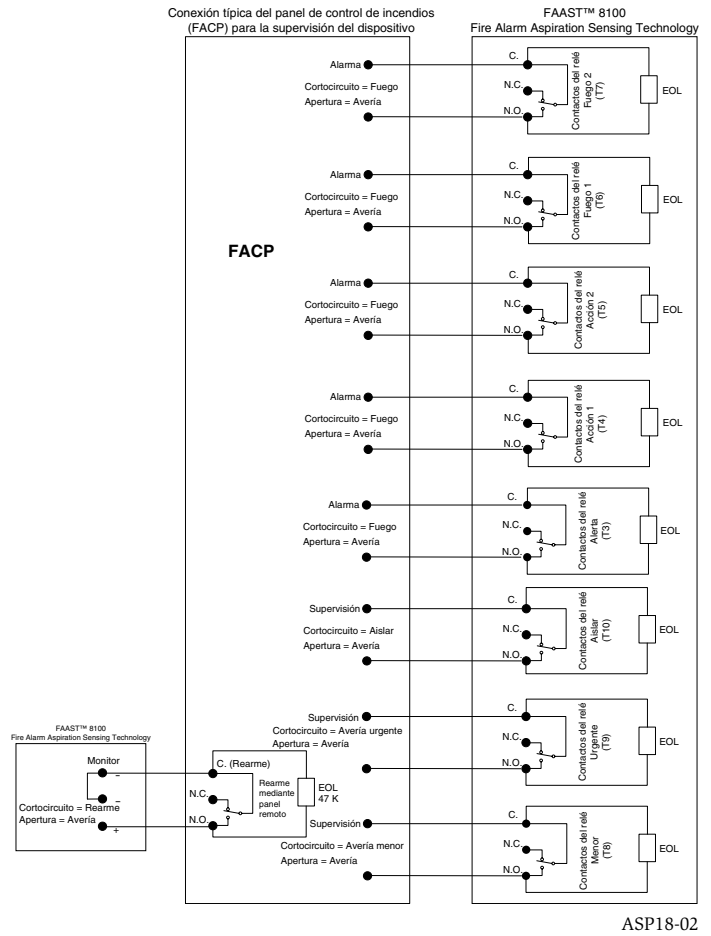 Conexión típica del panel de control de incendios
(FACP) para la supervisión del dispositivo
FAAST™ 8100
Fire Alarm Aspiration Sensing Technology
FACP
Alarma
Cortocircuito = Fuego
Apertura = Avería
C.
N.C.
N.O.
Contactos del relé
Fuego 2
(T7)
EOL
Alarma
Cortocircuito = Fuego
Apertura = Avería
C.
N.C.
N.O.
Contactos del relé
Fuego 1
(T6)
EOL
Alarma
Cortocircuito = Fuego
Apertura = Avería
C.
N.C.
N.O.
Contactos del relé
Acción 2
(T5)
EOL
Alarma
Cortocircuito = Fuego
Apertura = Avería
C.
N.C.
N.O.
Contactos del relé
Acción 1
(T4)
EOL
Alarma
Cortocircuito = Fuego
Apertura = Avería
C.
N.C.
N.O.
Contactos del relé
Alerta
(T3)
EOL
Supervisión
Cortocircuito = Aislar
Apertura = Avería
C.
N.C.
N.O.
Contactos del relé
Aislar
(T10)
EOL
Supervisión
Cortocircuito = Avería urgente
Apertura = Avería
C.
N.C.
N.O.
Contactos del relé
Urgente
(T9)
EOL
FAAST™ 8100
Fire Alarm Aspiration Sensing Technology
Monitor
–
–
+
Cortocircuito = Rearme
Apertura = Avería
C. (Rearme)
N.C.
N.O.
Rearme
mediante
panel
remoto
EOL
47 K
Supervisión
Cortocircuito = Avería menor
Apertura = Avería
C.
N.C.
N.O.
Contactos del relé
Menor
(T8)
EOL
ASP18-02